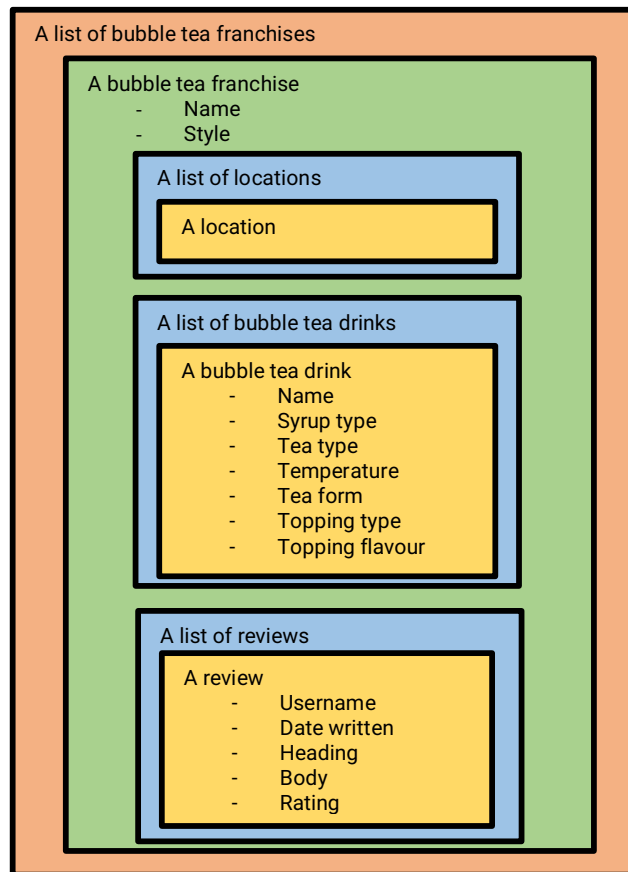 A list of bubble tea franchises
A bubble tea franchise
- Name
- Style
A list of locations
A location
A list of bubble tea drinks
A bubble tea drink
- Name
- Syrup type
- Tea type
- Temperature
- Tea form
- Topping type
- Topping flavour
A list of reviews
A review
- Username
- Date written
- Heading
- Body
- Rating